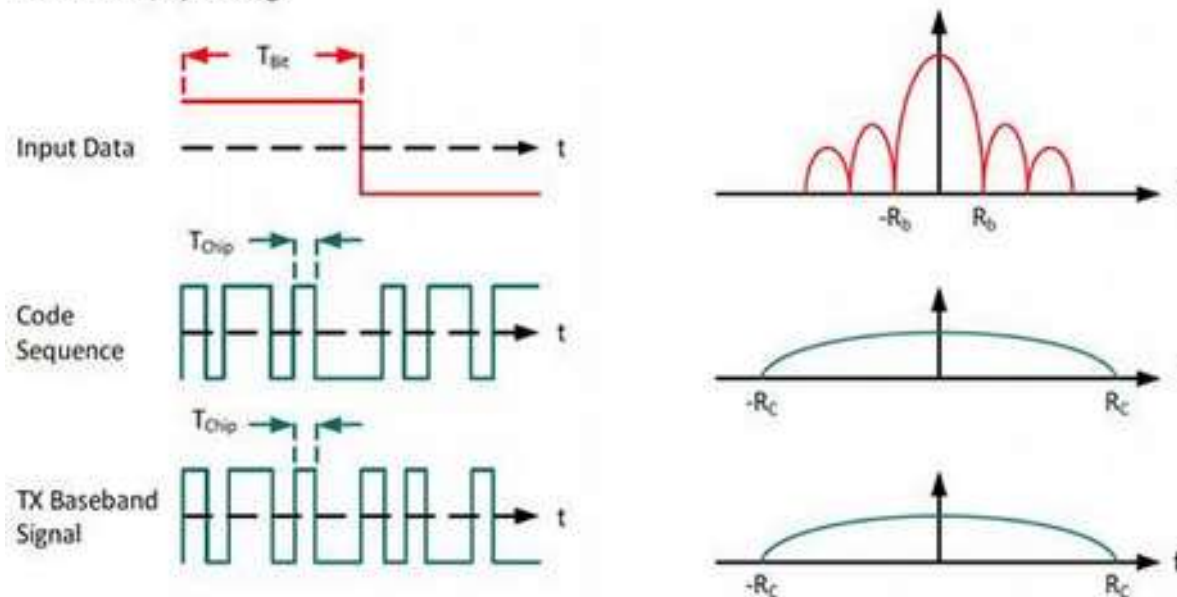 T_Bit
Input Data
t
-R_b
R_b
T_Chip
Code
Sequence
t
-R_C
R_C
T_Chip
TX Baseband
Signal
t
-R_C
R_C
f